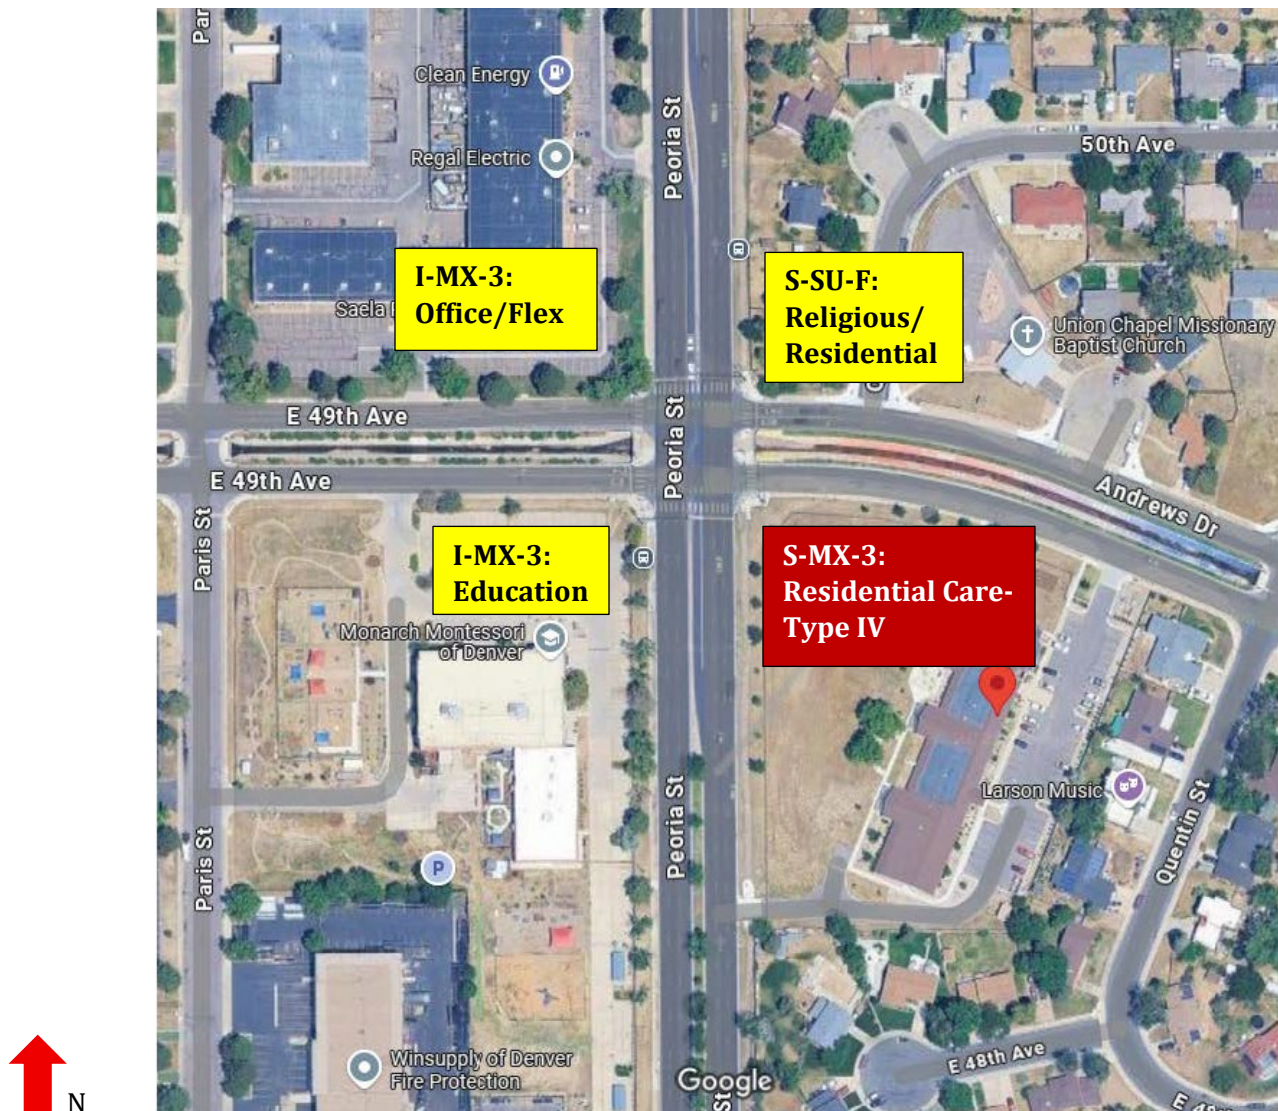 Par
Clean Energy
Peoria St
50th Ave
Regal Electric
I-MX-3:
Office/Flex
S-SU-F:
Religious/
Residential
Saela
Union Chapel Missionary
Baptist Church
E 49th Ave
Peoria St
E 49th Ave
Andrews Dr
Paris St
I-MX-3:
Education
S-MX-3:
Residential Care-
Type IV
Monarch Montessori
of Denver
Larson Music
Peoria St
Quentin St
Paris St
P
E 48th Ave
Winsupply of Denver
Fire Protection
Google
St
N